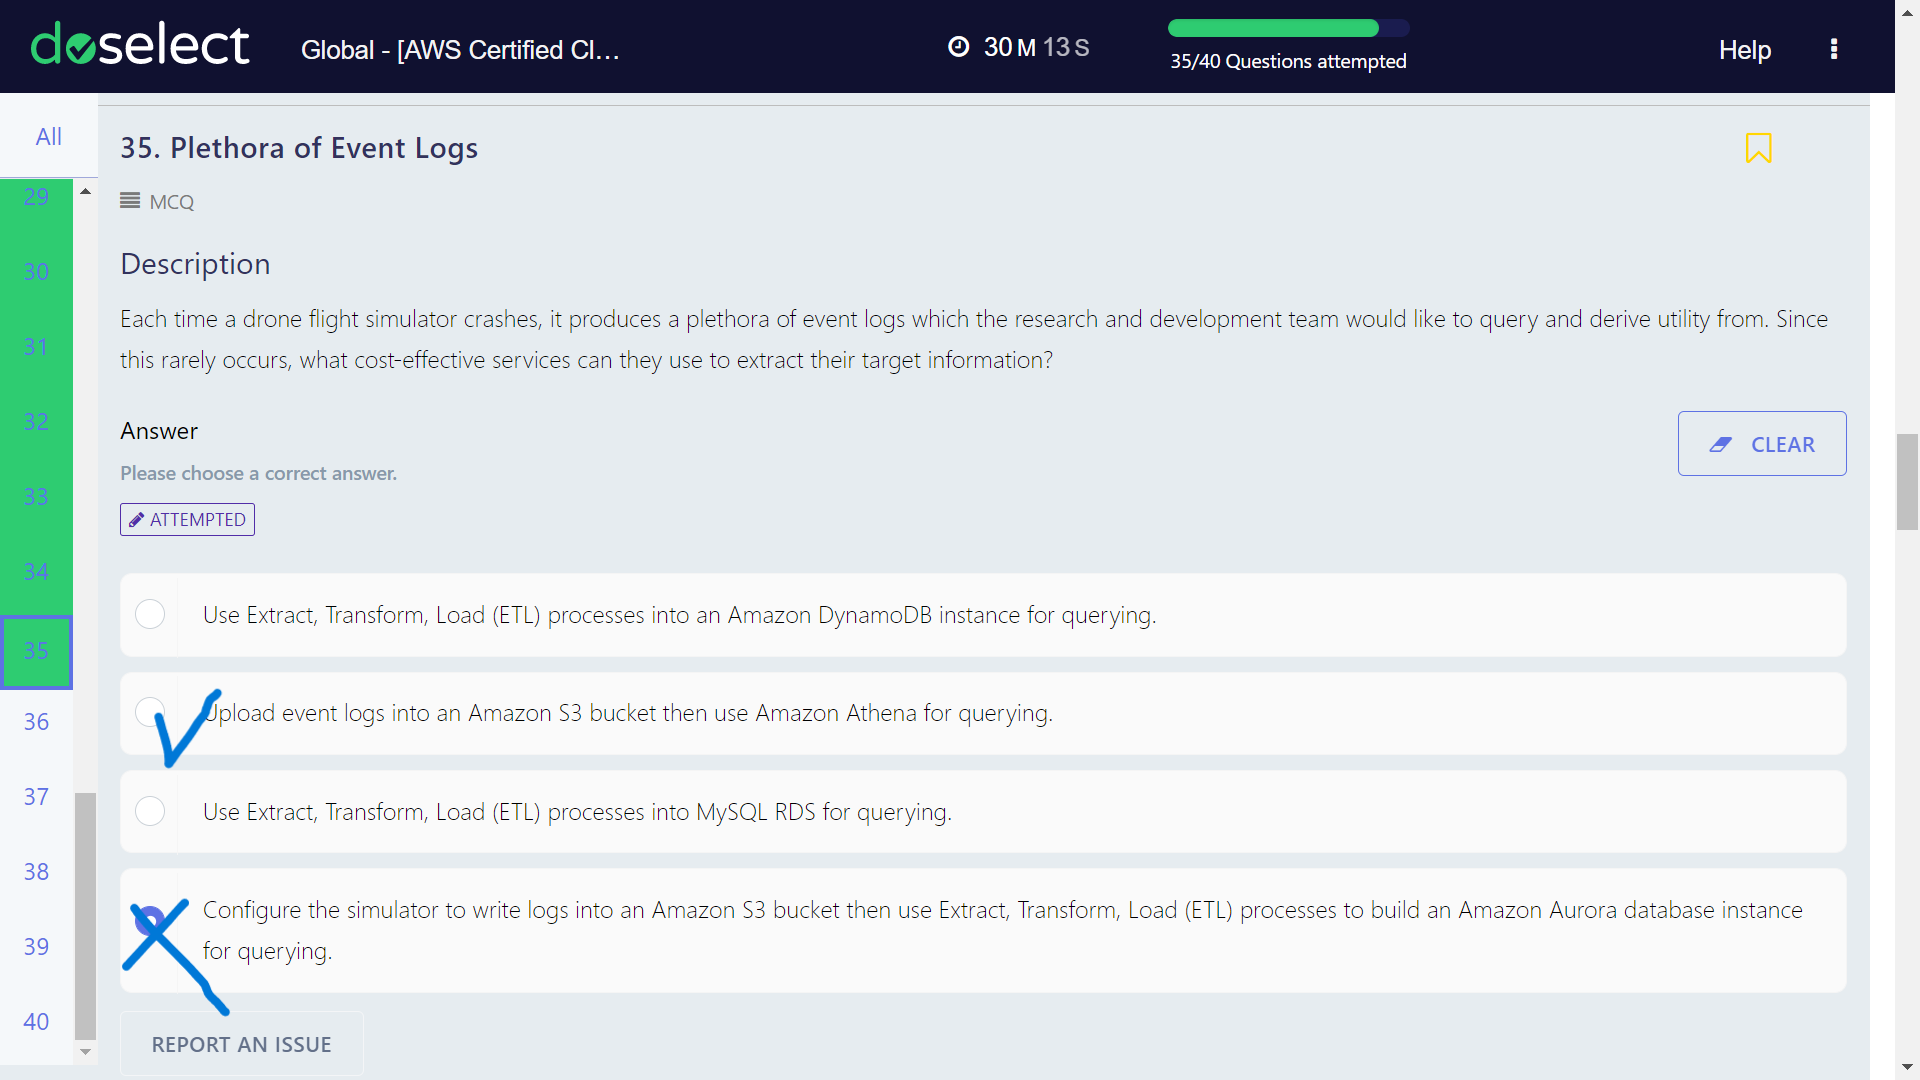 doselect
Global - [AWS Certified Cl...
30 M 13 S
35/40 Questions attempted
Help
All
29
30
31
32
33
34
35
36
37
38
39
40
35. Plethora of Event Logs
MCQ
Description
Each time a drone flight simulator crashes, it produces a plethora of event logs which the research and development team would like to query and derive utility from. Since
this rarely occurs, what cost-effective services can they use to extract their target information?
Answer
CLEAR
Please choose a correct answer.
ATTEMPTED
Use Extract, Transform, Load (ETL) processes into an Amazon DynamoDB instance for querying.
Upload event logs into an Amazon S3 bucket then use Amazon Athena for querying.
Use Extract, Transform, Load (ETL) processes into MySQL RDS for querying.
Configure the simulator to write logs into an Amazon S3 bucket then use Extract, Transform, Load (ETL) processes to build an Amazon Aurora database instance
for querying.
REPORT AN ISSUE